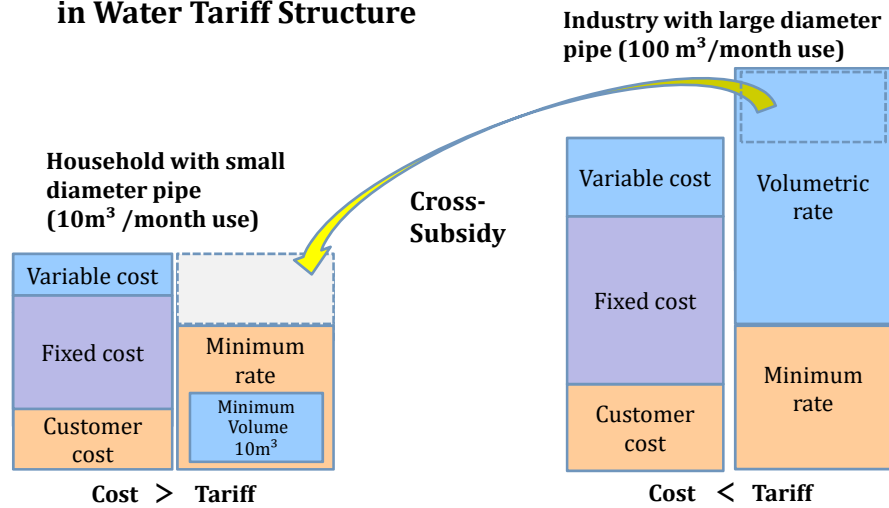 in Water Tariff Structure
Industry with large diameter
pipe (100 m³/month use)
Household with small
diameter pipe
(10m³ /month use)
Cross-
Subsidy
Variable cost
Fixed cost
Customer
cost
Minimum
rate
Minimum
Volume
10m³
Cost > Tariff
Variable cost
Fixed cost
Customer
cost
Volumetric
rate
Minimum
rate
Cost < Tariff